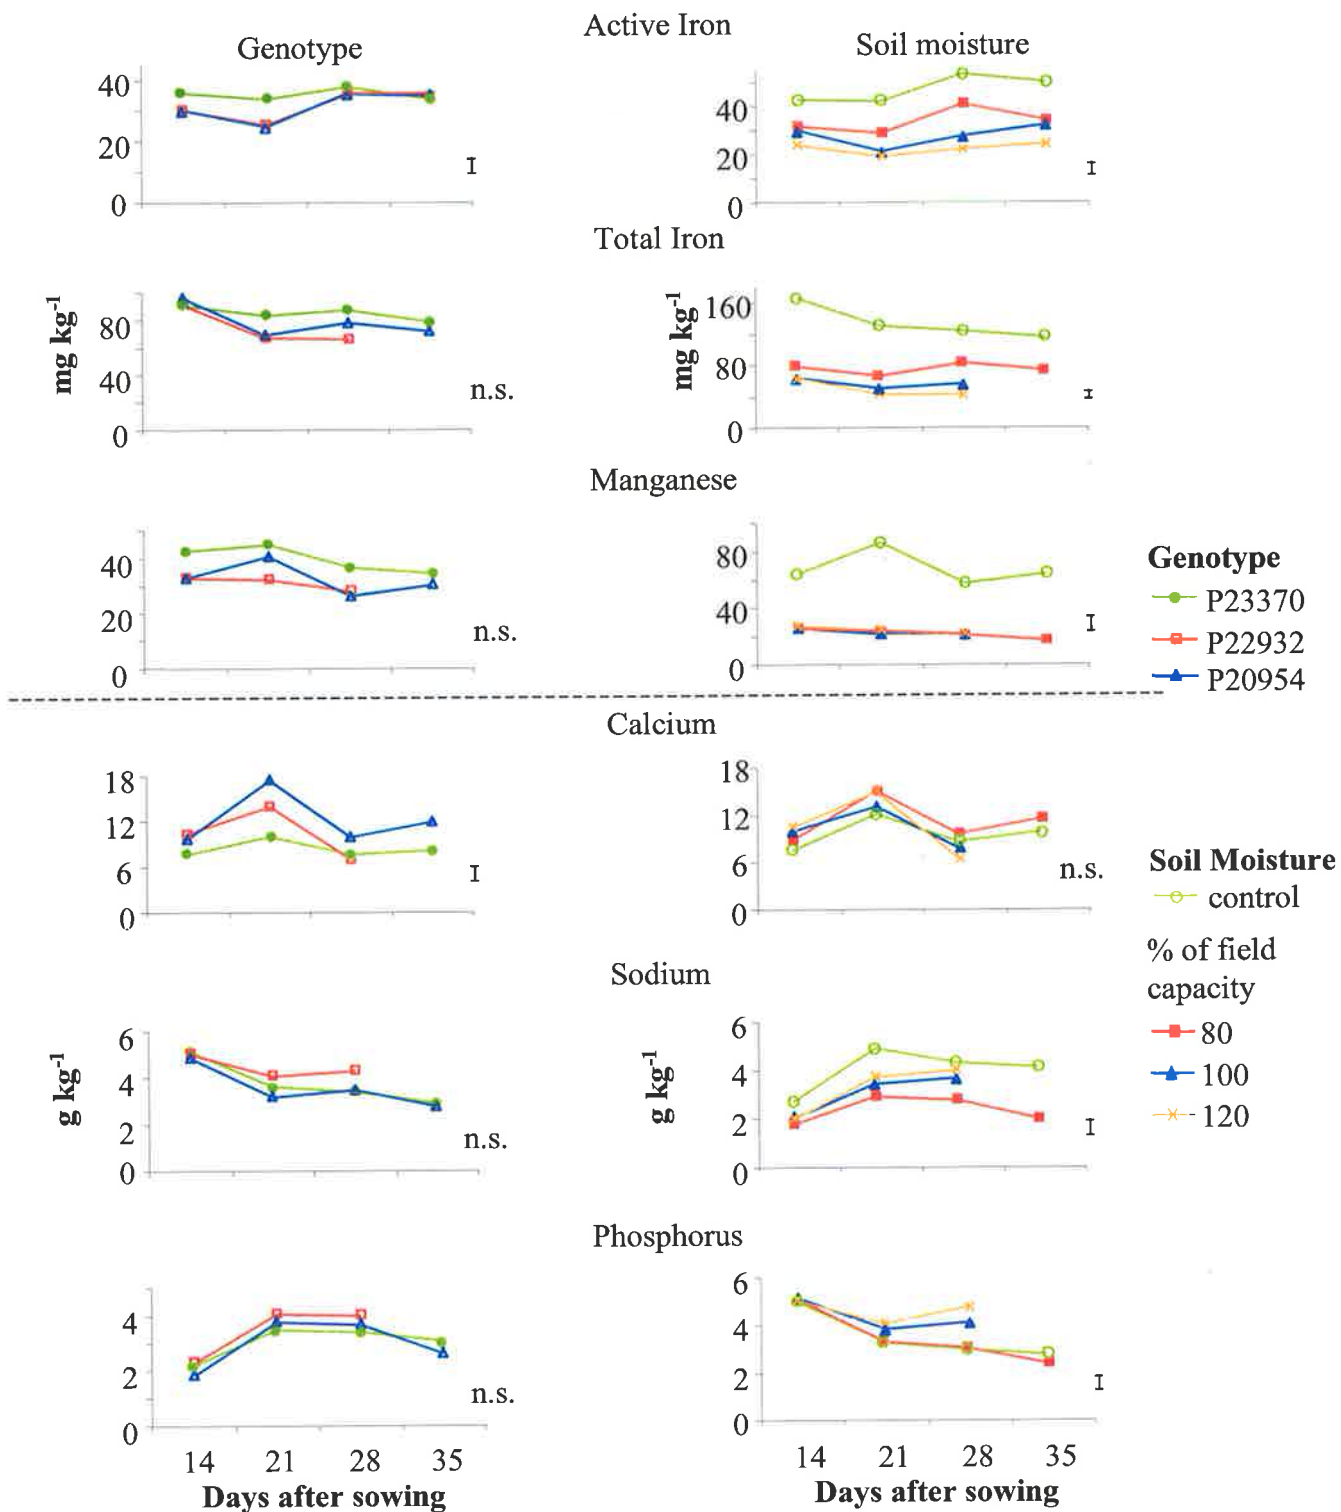 Active Iron
Genotype
Soil moisture
40
20
0
40
20
0
Total Iron
mg kg-1
80
40
0
n.s.
mg kg-1
160
80
0
Manganese
40
20
0
n.s.
80
40
0
Genotype
P23370
P22932
P20954
Calcium
18
12
6
0
18
12
6
0
n.s.
Soil Moisture
control
% of field
capacity
80
100
120
Sodium
g kg-1
6
4
2
0
n.s.
g kg-1
6
4
2
0
Phosphorus
4
2
0
n.s.
6
4
2
0
14 21 28 35
Days after sowing
14 21 28 35
Days after sowing